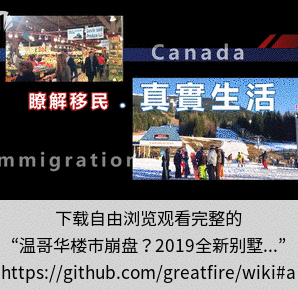 Canada
瞭解移民．真實生活
mmigration
下载自由浏览观看完整的
“温哥华楼市崩盘？2019全新别墅...”
https://github.com/greatfire/wiki#a